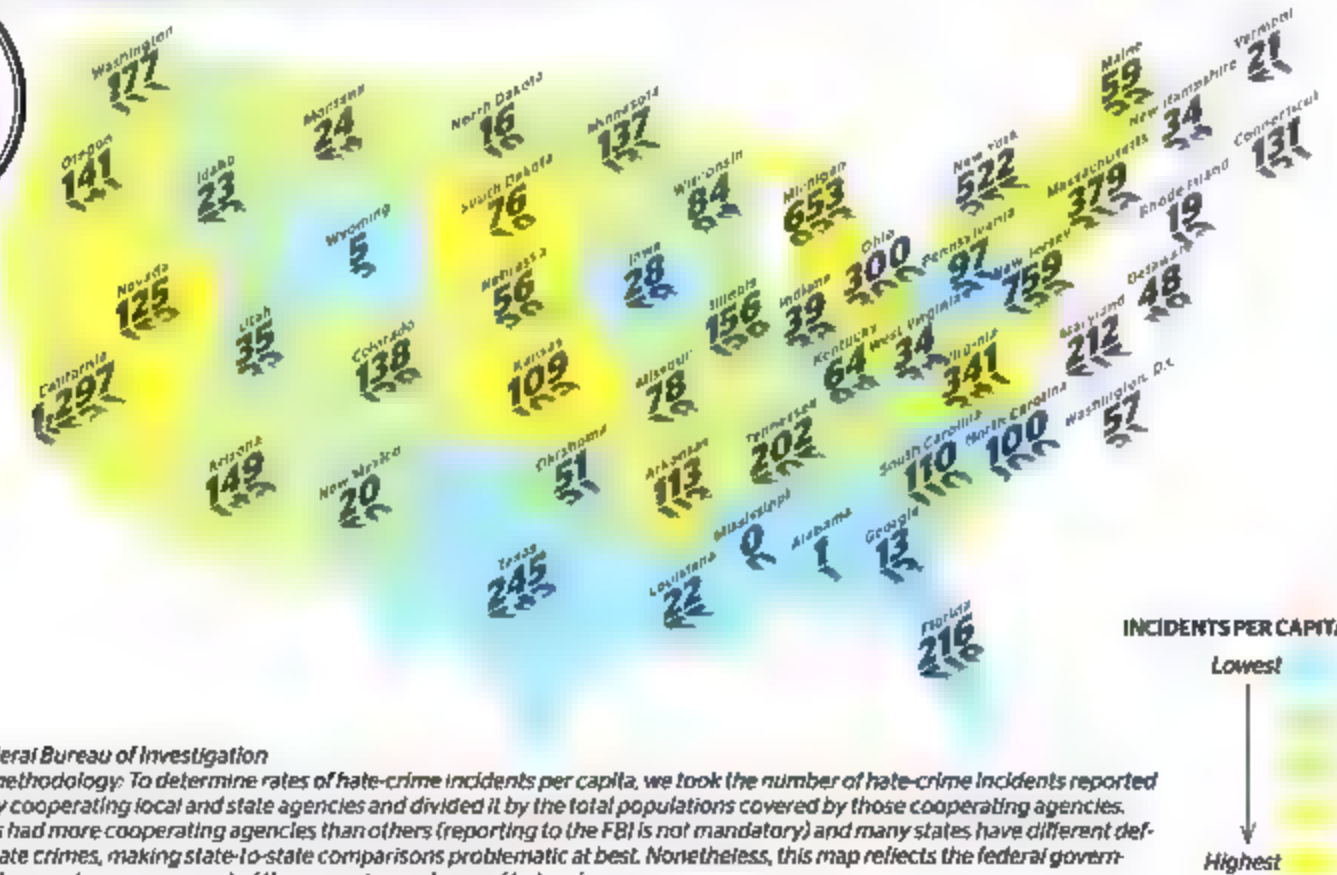 Washington
177
Oregon
141
Montana
24
Idaho
23
North Dakota
16
Minnesota
137
South Dakota
76
Wyoming
5
Wisconsin
84
Michigan
653
New York
522
Maine
59
Vermont
21
New Hampshire
34
Massachusetts
379
Connecticut
131
Rhode Island
19
Nevada
125
Utah
35
Colorado
138
Nebraska
56
Iowa
28
Illinois
156
Indiana
39
Ohio
300
Pennsylvania
97
New Jersey
759
Delaware
48
Maryland
212
California
1,297
Kansas
109
Missouri
78
Kentucky
64
West Virginia
34
Virginia
341
Washington, D.C.
57
Arizona
149
New Mexico
20
Oklahoma
51
Arkansas
113
Tennessee
202
South Carolina
110
North Carolina
100
Texas
245
Louisiana
22
Mississippi
0
Alabama
1
Georgia
13
Florida
216
INCIDENTS PER CAPITA
Lowest
Highest
eral Bureau of Investigation
methodology: To determine rates of hate-crime incidents per capita, we took the number of hate-crime incidents reported
y cooperating local and state agencies and divided it by the total populations covered by those cooperating agencies.
s had more cooperating agencies than others (reporting to the FBI is not mandatory) and many states have different def-
ate crimes, making state-to-state comparisons problematic at best. Nonetheless, this map reflects the federal govern-